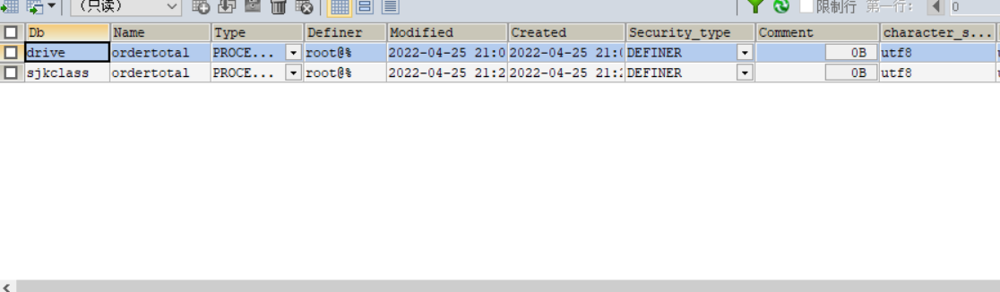 (只读) 限制行 第一行: 0
Db Name Type Definer Modified Created Security_type Comment character_s...
drive ordertotal PROCE... root@% 2022-04-25 21:0 2022-04-25 21:( DEFINER 0B utf8
sjkclass ordertotal PROCE... root@% 2022-04-25 21:2 2022-04-25 21:2 DEFINER 0B utf8